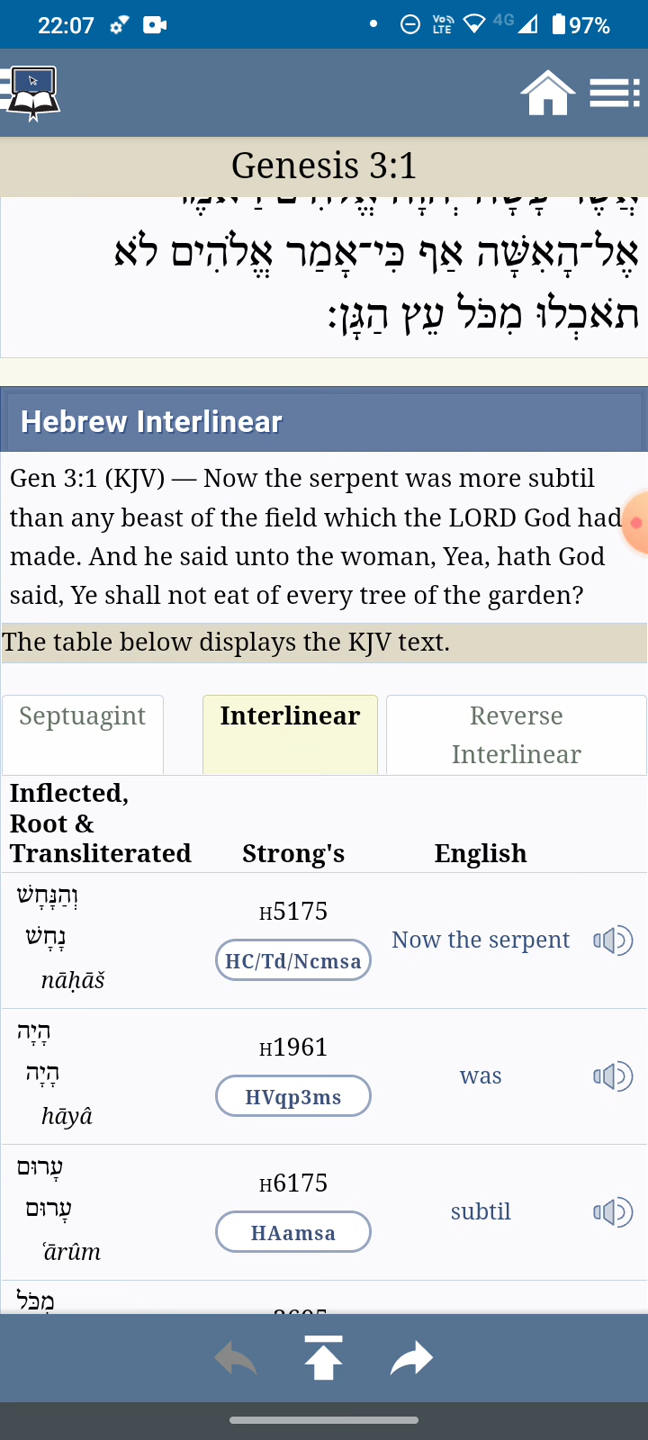 22:07
4G
97%
Genesis 3:1
אֶל־הָאִשָּׁה אַף כִּי־אָמַר אֱלֹהִים לֹא
תֹאכְלוּ מִכֹּל עֵץ הַגָּן׃
Hebrew Interlinear
Gen 3:1 (KJV) — Now the serpent was more subtil
than any beast of the field which the LORD God had
made. And he said unto the woman, Yea, hath God
said, Ye shall not eat of every tree of the garden?
The table below displays the KJV text.
Septuagint
Interlinear
Reverse
Interlinear
Inflected,
Root &
Transliterated
Strong's
English
וְהַנָּחָשׁ
נָחָשׁ
nāḥāš
H5175
HC/Td/Ncmsa
Now the serpent
הָיָה
הָיָה
hāyâ
H1961
HVqp3ms
was
עָרוּם
עָרוּם
ʿārûm
H6175
HAamsa
subtil
מִכֹּל